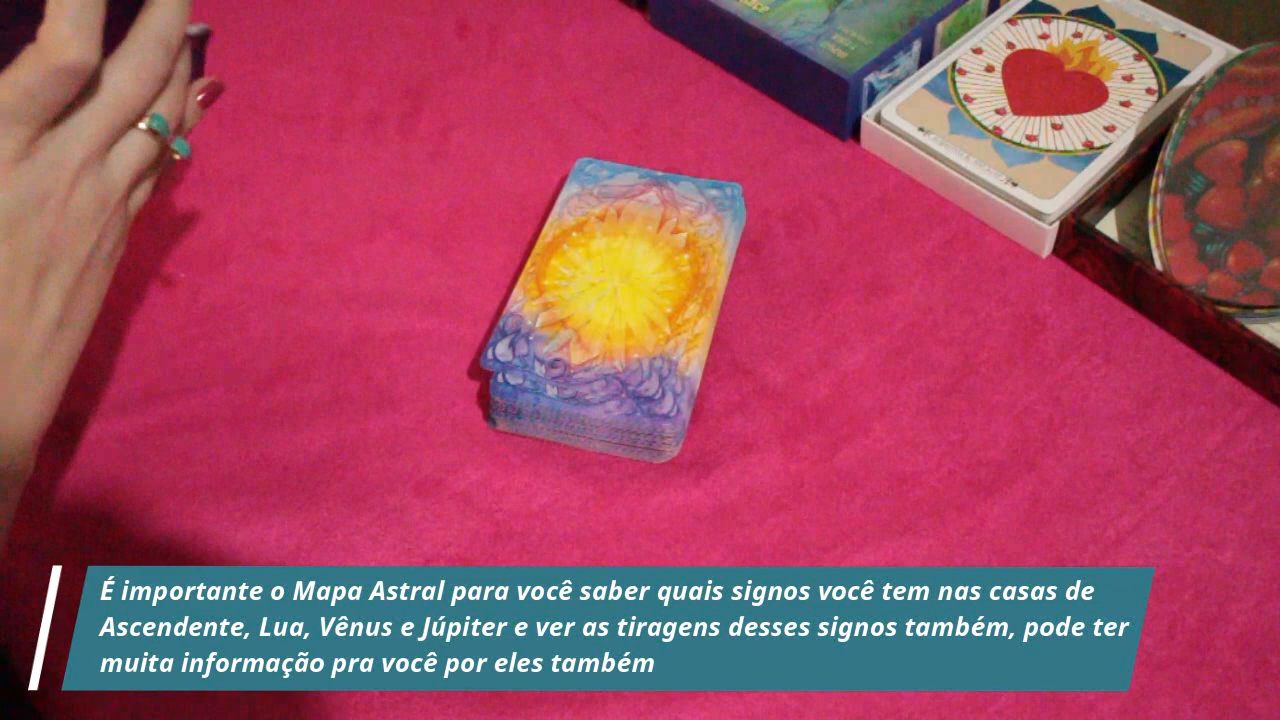 É importante o Mapa Astral para você saber quais signos você tem nas casas de
Ascendente, Lua, Vênus e Júpiter e ver as tiragens desses signos também, pode ter
muita informação pra você por eles também